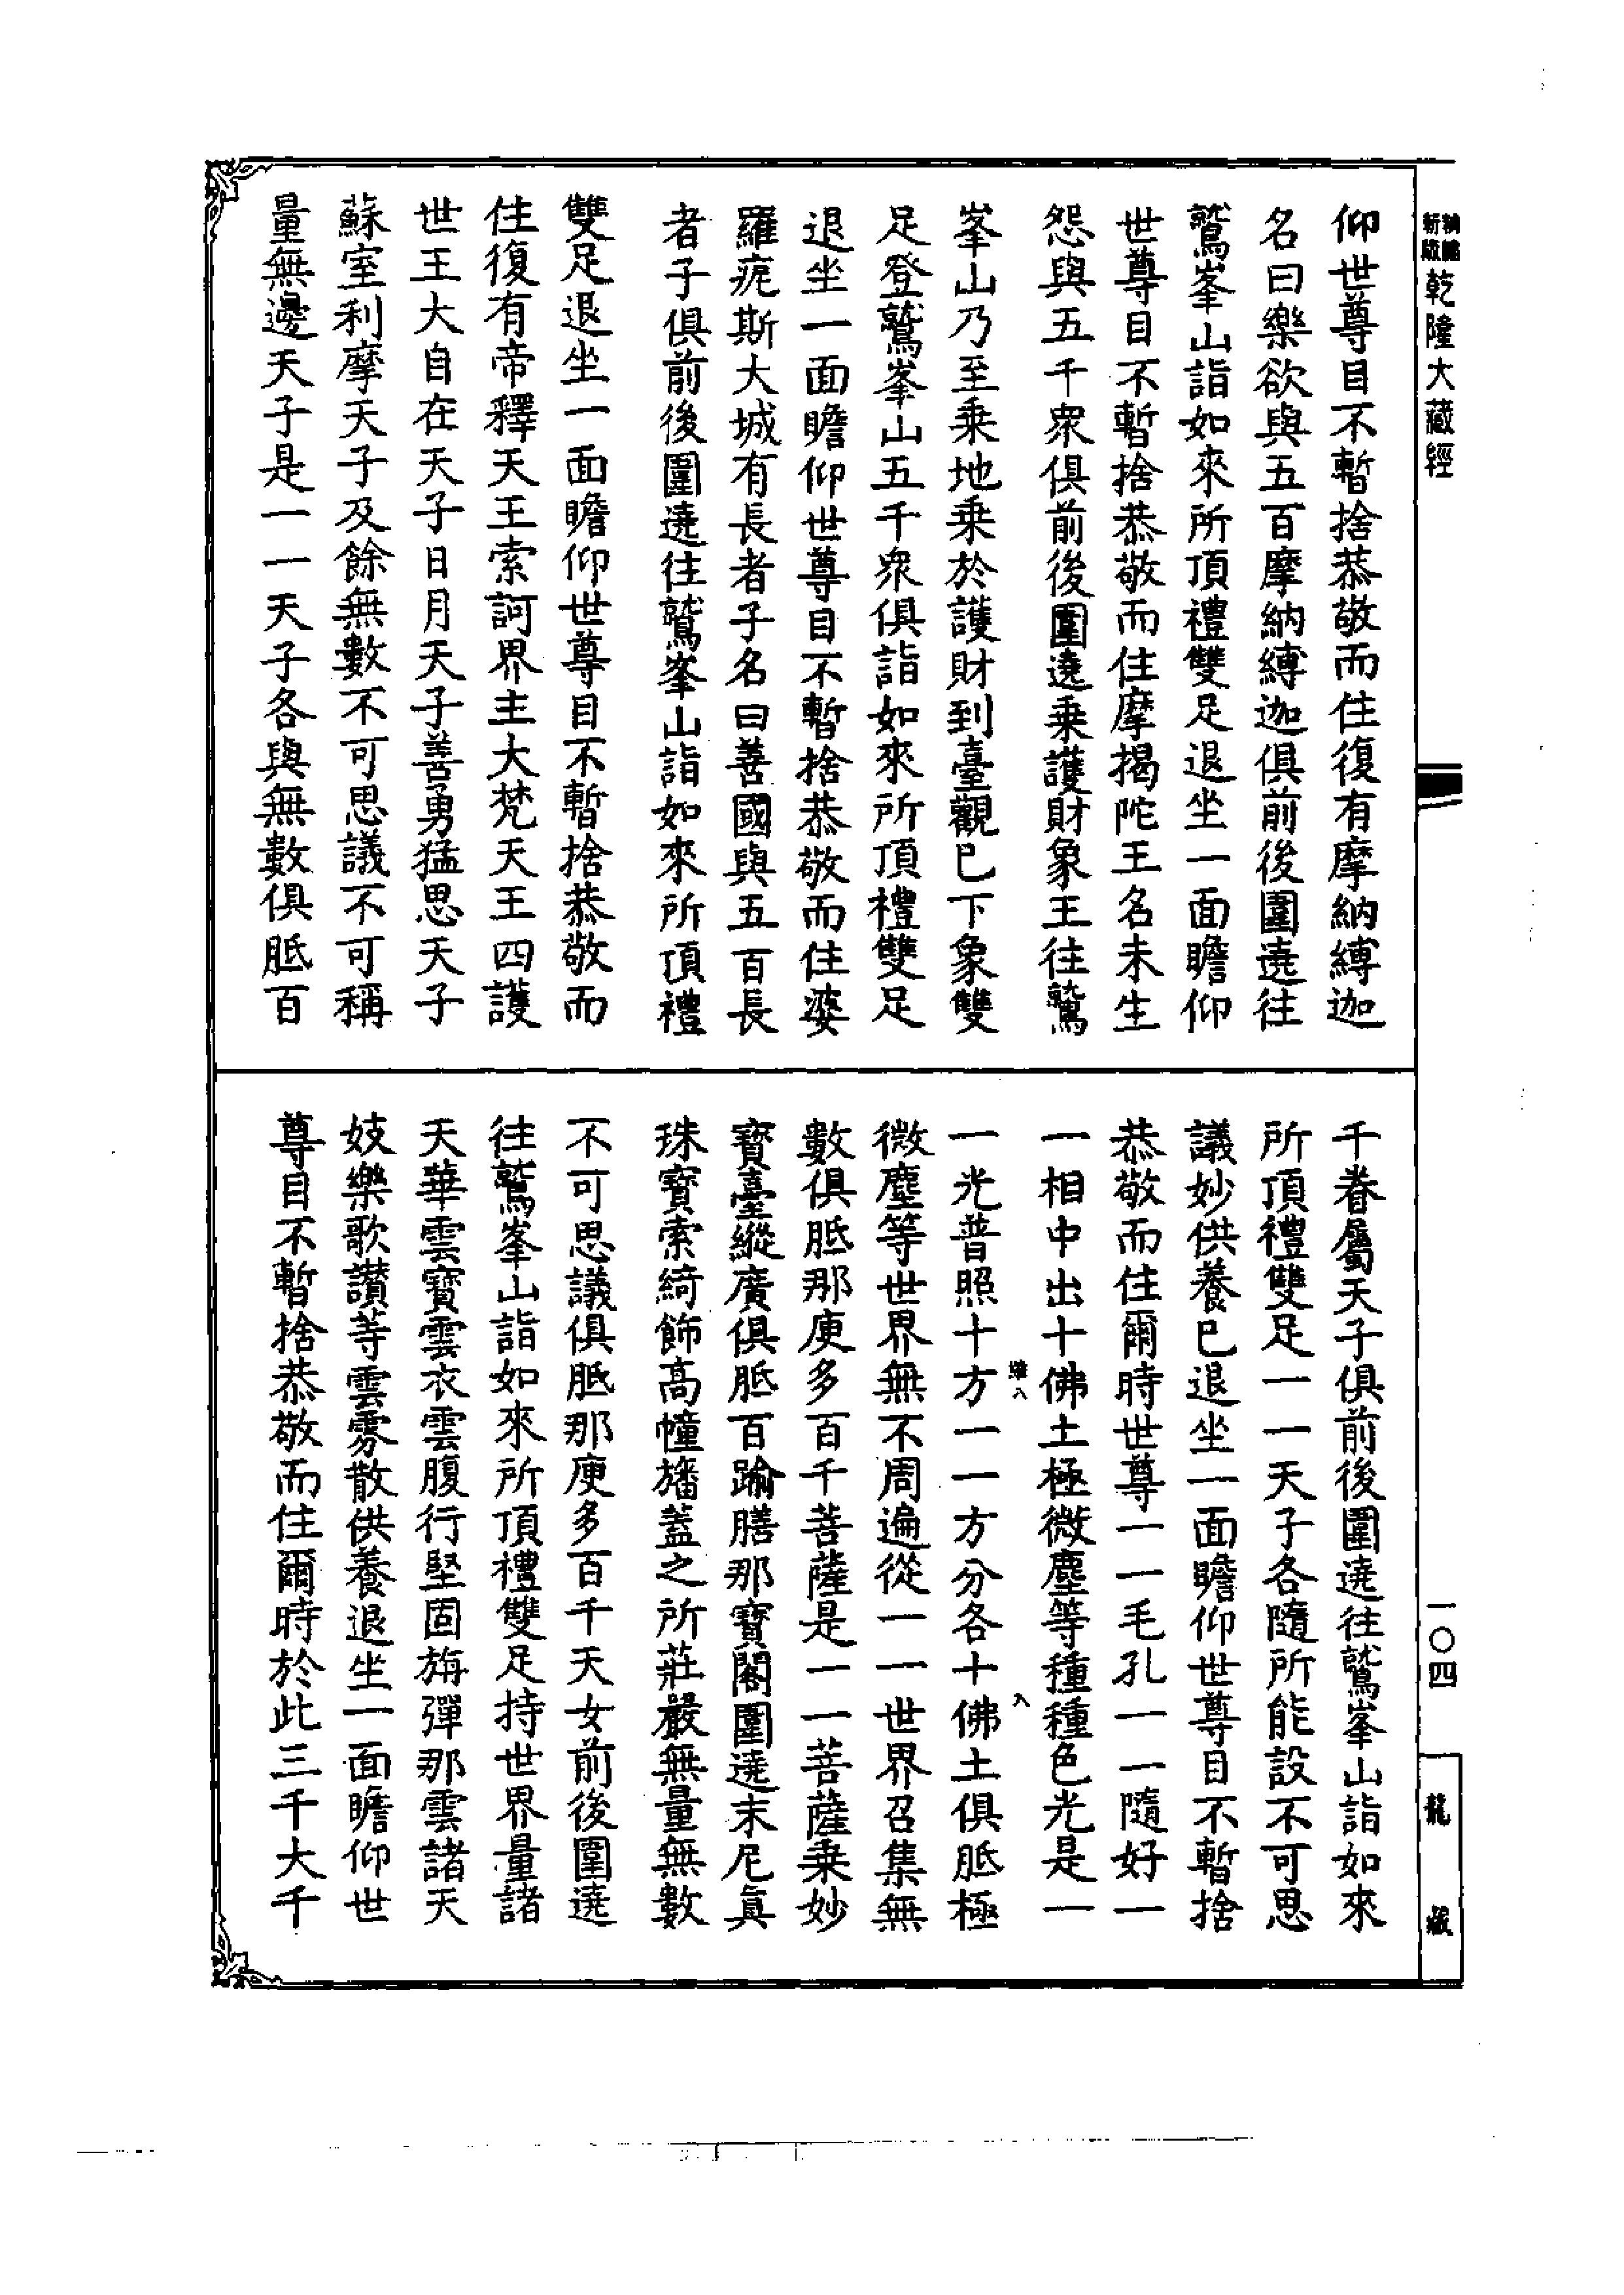 新版
乾隆大藏經
仰世尊目不暫捨恭敬而住復有摩納縛迦
名曰樂欲與五百摩納縛迦俱前後圍遶往
鷲峯山詣如來所頂禮雙足退坐一面瞻仰
世尊目不暫捨恭敬而住摩揭陀王名未生
怨與五千衆俱前後圍遶乘護財象王往鷲
峯山乃至乘地乘於護財到臺觀已下象雙
足登鷲峯山五千衆俱詣如來所頂禮雙足
退坐一面瞻仰世尊目不暫捨恭敬而住婆
羅痆斯大城有長者子名曰善國與五百長
者子俱前後圍遶往鷲峯山詣如來所頂禮
雙足退坐一面瞻仰世尊目不暫捨恭敬而
住復有帝釋天王索訶界主大梵天王四護
世王大自在天子日月天子善勇猛思天子
蘇室利摩天子及餘無數不可思議不可稱
量無邊天子是一一天子各與無數俱胝百
千眷屬天子俱前後圍遶往鷲峯山詣如來
所頂禮雙足一一天子各隨所能設不可思
議妙供養已退坐一面瞻仰世尊目不暫捨
恭敬而住爾時世尊一一毛孔一一隨好一
一相中出十佛土極微塵等種種色光是一
一光普照十方一一方分各十佛土俱胝極
微塵等世界無不周遍從一一世界召集無
數俱胝那庾多百千菩薩是一一菩薩乘妙
寶臺縱廣俱胝百踰膳那寶閣圍遶末尼眞
珠寶索綺飾高幢旛蓋之所莊嚴無量無數
不可思議俱胝那庾多百千天女前後圍遶
往鷲峯山詣如來所頂禮雙足持世界量諸
天華雲寶雲衣雲腹行堅固旃彈那雲諸天
妓樂歌讚等雲霧散供養退坐一面瞻仰世
尊目不暫捨恭敬而住爾時於此三千大千
一〇四
龍藏